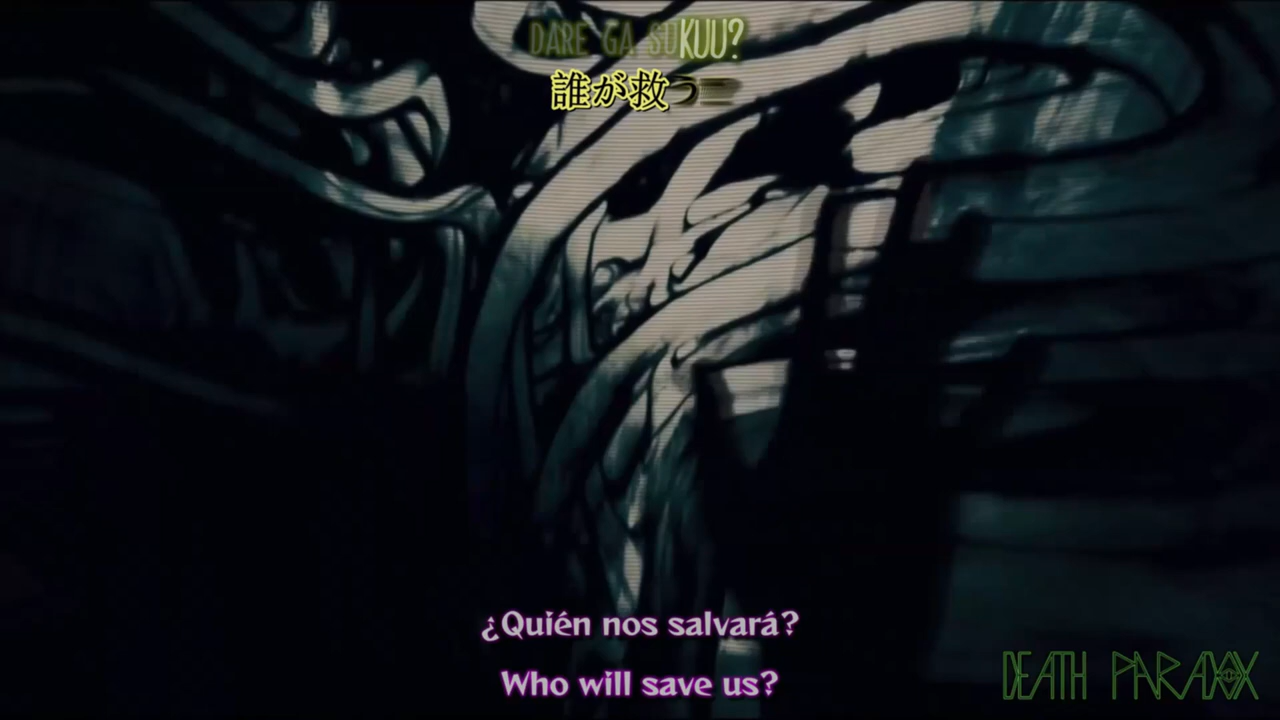 DARE GA SUKUU?
誰が救う
¿Quién nos salvará?
Who will save us?
DEATH PARADOX